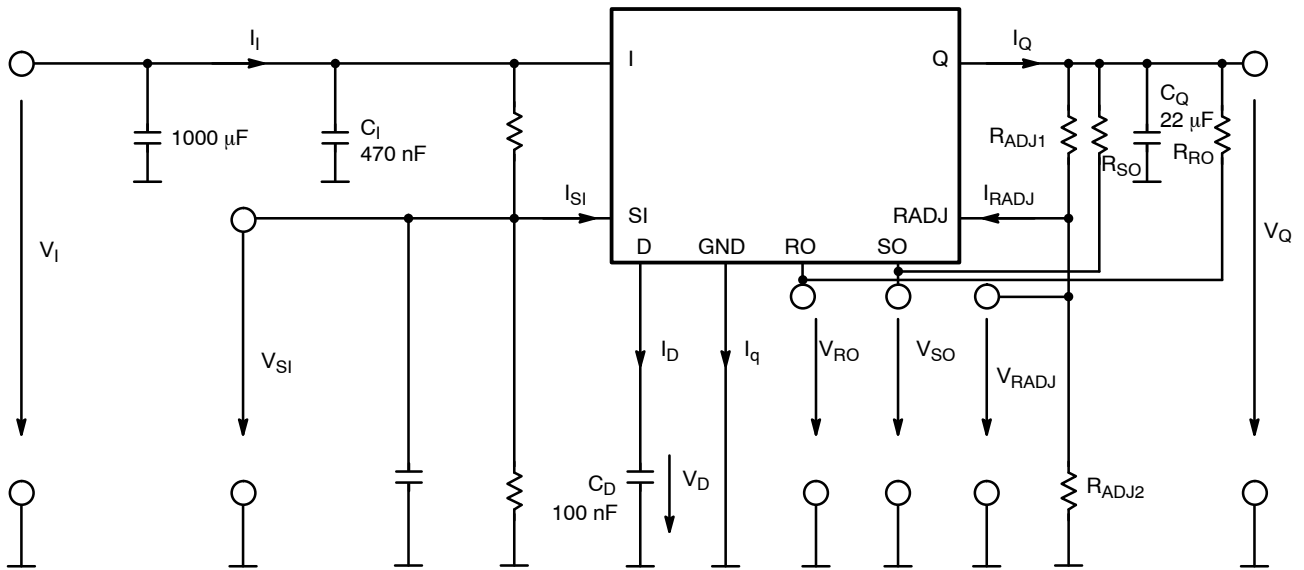 I_I
I
Q
I_Q
1000 μF
C_I
470 nF
R_ADJ1
R_SO
C_Q
22 μF
R_RO
I_SI
SI
RADJ
I_RADJ
D
GND
RO
SO
V_I
V_SI
I_D
I_q
V_RO
V_SO
V_RADJ
V_Q
C_D
100 nF
V_D
R_ADJ2